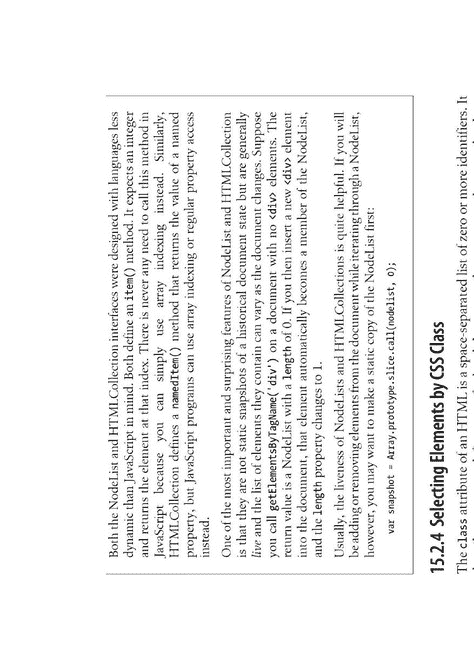 Both the NodeList and HTMLCollection interfaces were designed with languages less
dynamic than JavaScript in mind. Both define an item() method. It expects an integer
and returns the element at that index. There is never any need to call this method in
JavaScript because you can simply use array indexing instead. Similarly,
HTMLCollection defines a namedItem() method that returns the value of a named
property, but JavaScript programs can use array indexing or regular property access
instead.
One of the most important and surprising features of NodeList and HTMLCollection
is that they are not static snapshots of a historical document state but are generally
live and the list of elements they contain can vary as the document changes. Suppose
you call getElementsByTagName('div') on a document with no <div> elements. The
return value is a NodeList with a length of 0. If you then insert a new <div> element
into the document, that element automatically becomes a member of the NodeList,
and the length property changes to 1.
Usually, the liveness of NodeLists and HTMLCollections is quite helpful. If you will
be adding or removing elements from the document while iterating through a NodeList,
however, you may want to make a static copy of the NodeList first:
var snapshot = Array.prototype.slice.call(nodelist, 0);
15.2.4 Selecting Elements by CSS Class
The class attribute of an HTML is a space-separated list of zero or more identifiers. It